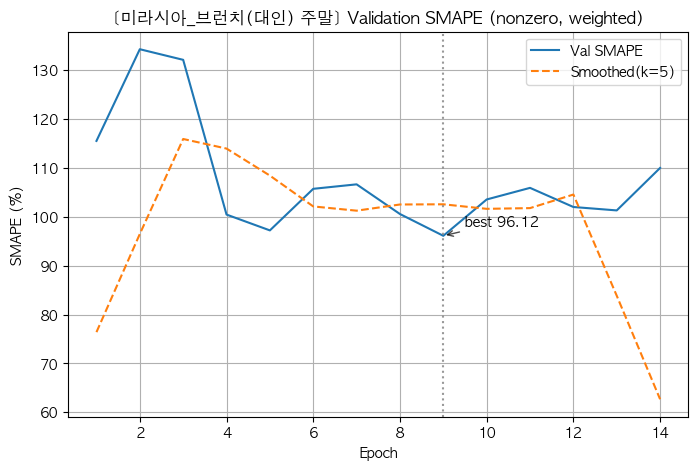 [미라시아_브런치(대인) 주말] Validation SMAPE (nonzero, weighted)
Val SMAPE
Smoothed(k=5)
SMAPE (%)
130
120
110
100
90
80
70
60
best 96.12
2 4 6 8 10 12 14
Epoch